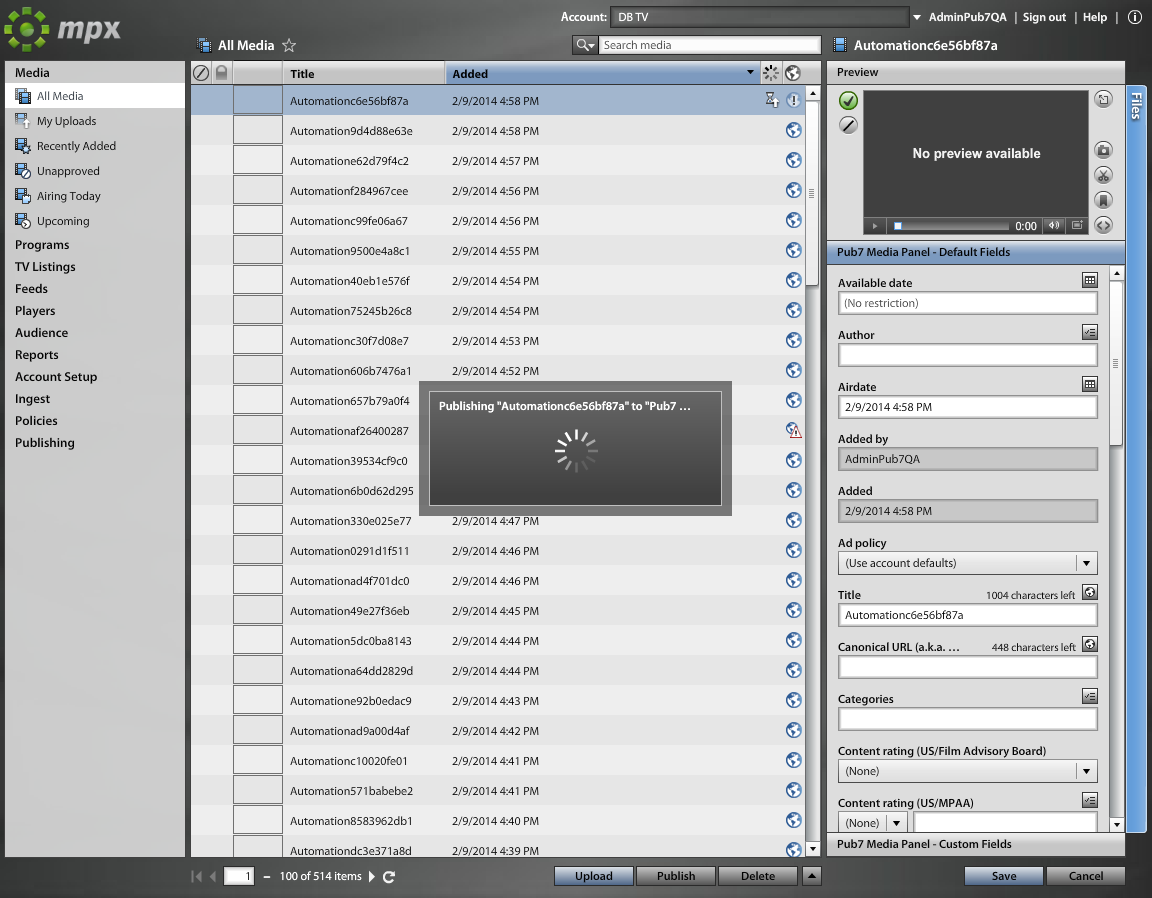 mpx
Account: DB TV AdminPub7QA | Sign out | Help |
All Media
Search media
Automationc6e56bf87a
Media
All Media
My Uploads
Recently Added
Unapproved
Airing Today
Upcoming
Programs
TV Listings
Feeds
Players
Audience
Reports
Account Setup
Ingest
Policies
Publishing
Title Added
Automationc6e56bf87a 2/9/2014 4:58 PM
Automation9d4d88e63e 2/9/2014 4:58 PM
Automatione62d79f4c2 2/9/2014 4:57 PM
Automationf284967cee 2/9/2014 4:56 PM
Automationc99fe06a67 2/9/2014 4:56 PM
Automation9500e4a8c1 2/9/2014 4:55 PM
Automation40eb1e576f 2/9/2014 4:54 PM
Automation75245b26c8 2/9/2014 4:54 PM
Automationc30f7d08e7 2/9/2014 4:53 PM
Automation606b7476a1 2/9/2014 4:52 PM
Automation657b79a0f4
Automationaf26400287
Automation39534cf9c0
Automation6b0d62d295
Automation330e025e77 2/9/2014 4:47 PM
Automation0291d1f511 2/9/2014 4:46 PM
Automationad4f701dc0 2/9/2014 4:46 PM
Automation49e27f36eb 2/9/2014 4:45 PM
Automation5dc0ba8143 2/9/2014 4:44 PM
Automationa64dd2829d 2/9/2014 4:44 PM
Automatione92b0edac9 2/9/2014 4:43 PM
Automationad9a00d4af 2/9/2014 4:42 PM
Automationc10020fe01 2/9/2014 4:41 PM
Automation571babebe2 2/9/2014 4:41 PM
Automation8583962db1 2/9/2014 4:40 PM
Automationdc3e371a8d 2/9/2014 4:39 PM
Publishing "Automationc6e56bf87a" to "Pub7 ...
1 – 100 of 514 items
Upload
Publish
Delete
Preview
No preview available
0:00
Files
Pub7 Media Panel - Default Fields
Available date
(No restriction)
Author
Airdate
2/9/2014 4:58 PM
Added by
AdminPub7QA
Added
2/9/2014 4:58 PM
Ad policy
(Use account defaults)
Title 1004 characters left
Automationc6e56bf87a
Canonical URL (a.k.a. ... 448 characters left
Categories
Content rating (US/Film Advisory Board)
(None)
Content rating (US/MPAA)
(None)
Pub7 Media Panel - Custom Fields
Save
Cancel